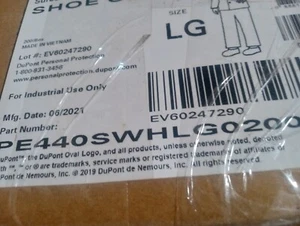 SHOE
SIZE
LG
MADE IN VIETNAM
Lot #: EV60247290
DuPont Personal Protection
1-800-931-3456
www.personalprotection.dupont.com
For Industrial Use Only
EV60247290
Mfg. Date: 06/2021
Part Number:
PE440SWHLG0200
DuPont™, the DuPont Oval Logo, and all products, unless otherwise noted, denoted
with ™, ℠ or ® are trademarks, service marks or registered trademarks of affiliates of
DuPont de Nemours, Inc. © 2019 DuPont de Nemours, Inc. All rights reserved.